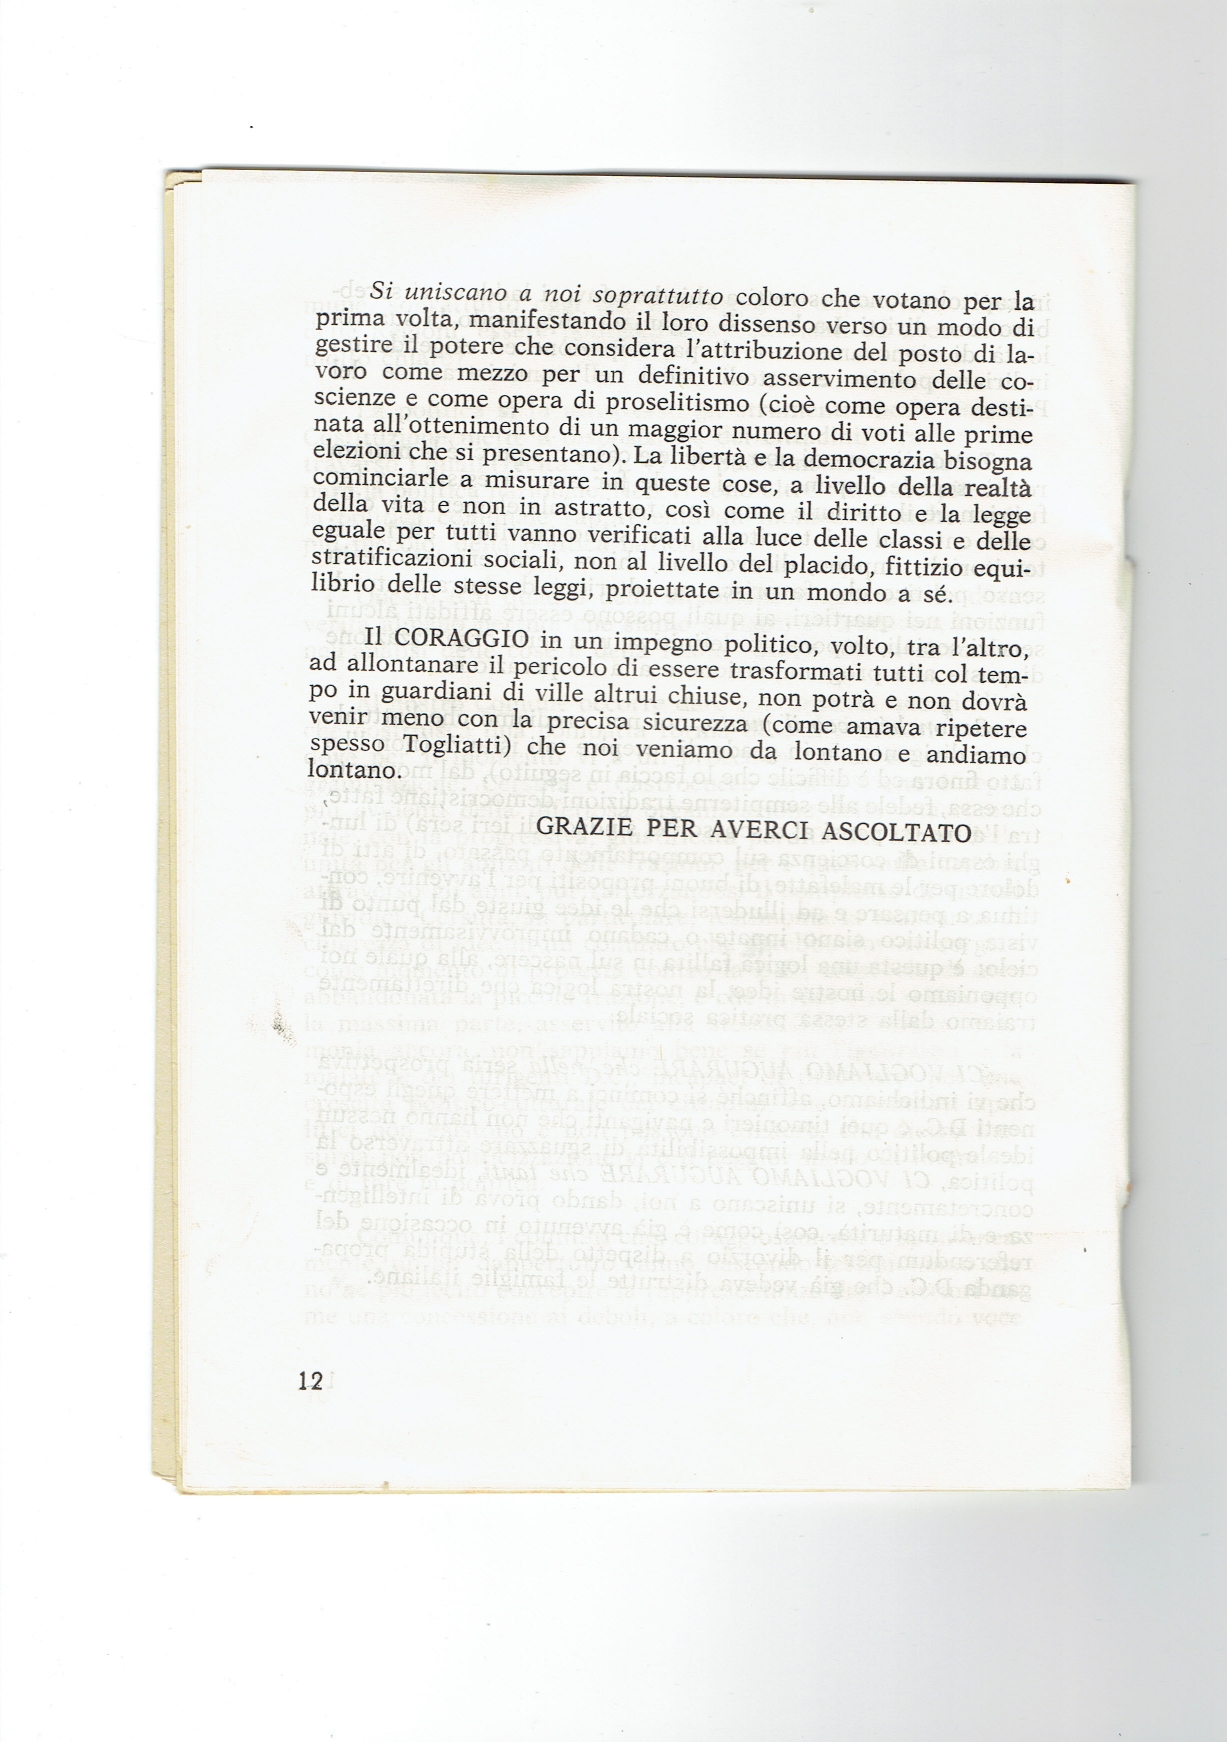 Si uniscano a noi soprattutto coloro che votano per la
prima volta, manifestando il loro dissenso verso un modo di
gestire il potere che considera l'attribuzione del posto di la-
voro come mezzo per un definitivo asservimento delle co-
scienze e come opera di proselitismo (cioè come opera desti-
nata all'ottenimento di un maggior numero di voti alle prime
elezioni che si presentano). La libertà e la democrazia bisogna
cominciarle a misurare in queste cose, a livello della realtà
della vita e non in astratto, così come il diritto e la legge
eguale per tutti vanno verificati alla luce delle classi e delle
stratificazioni sociali, non al livello del placido, fittizio equi-
librio delle stesse leggi, proiettate in un mondo a sé.
Il CORAGGIO in un impegno politico, volto, tra l'altro,
ad allontanare il pericolo di essere trasformati tutti col tem-
po in guardiani di ville altrui chiuse, non potrà e non dovrà
venir meno con la precisa sicurezza (come amava ripetere
spesso Togliatti) che noi veniamo da lontano e andiamo
lontano.
GRAZIE PER AVERCI ASCOLTATO
12